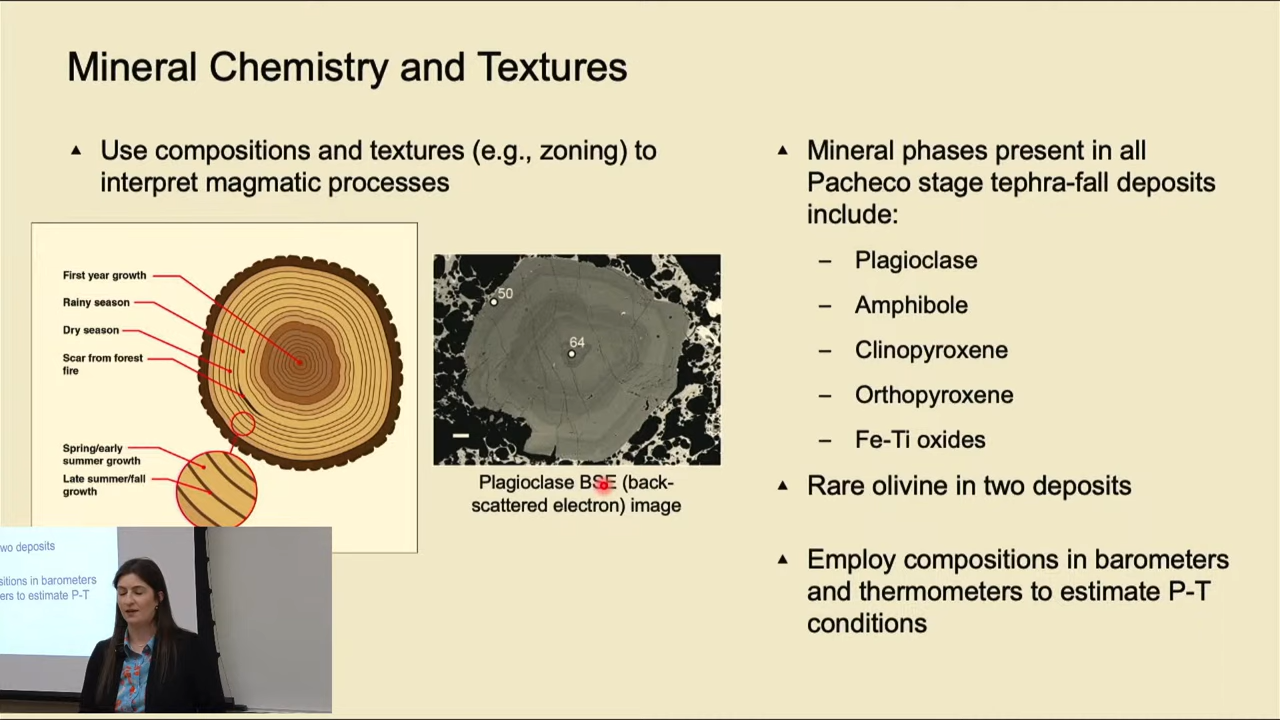 Mineral Chemistry and Textures
Use compositions and textures (e.g., zoning) to
interpret magmatic processes
First year growth
Rainy season
Dry season
Scar from forest
fire
Spring/early
summer growth
Late summer/fall
growth
50
64
Plagioclase BSE (back-
scattered electron) image
Mineral phases present in all
Pacheco stage tephra-fall deposits
include:
– Plagioclase
– Amphibole
– Clinopyroxene
– Orthopyroxene
– Fe-Ti oxides
Rare olivine in two deposits
Employ compositions in barometers
and thermometers to estimate P-T
conditions
wo deposits
sitions in barometers
ers to estimate P-T